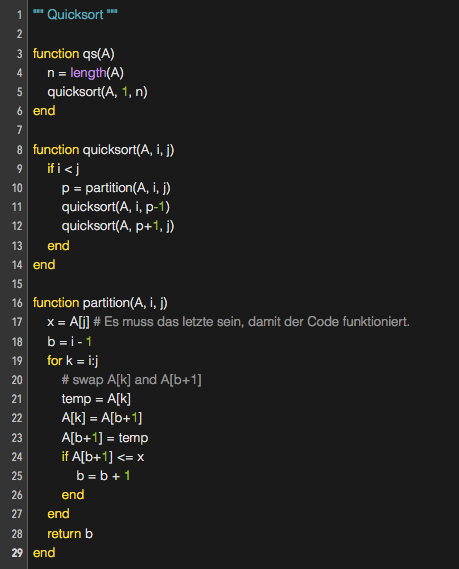 1 """ Quicksort """
2
3 function qs(A)
4 n = length(A)
5 quicksort(A, 1, n)
6 end
7
8 function quicksort(A, i, j)
9 if i < j
10 p = partition(A, i, j)
11 quicksort(A, i, p-1)
12 quicksort(A, p+1, j)
13 end
14 end
15
16 function partition(A, i, j)
17 x = A[j] # Es muss das letzte sein, damit der Code funktioniert.
18 b = i - 1
19 for k = i:j
20 # swap A[k] and A[b+1]
21 temp = A[k]
22 A[k] = A[b+1]
23 A[b+1] = temp
24 if A[b+1] <= x
25 b = b + 1
26 end
27 end
28 return b
29 end